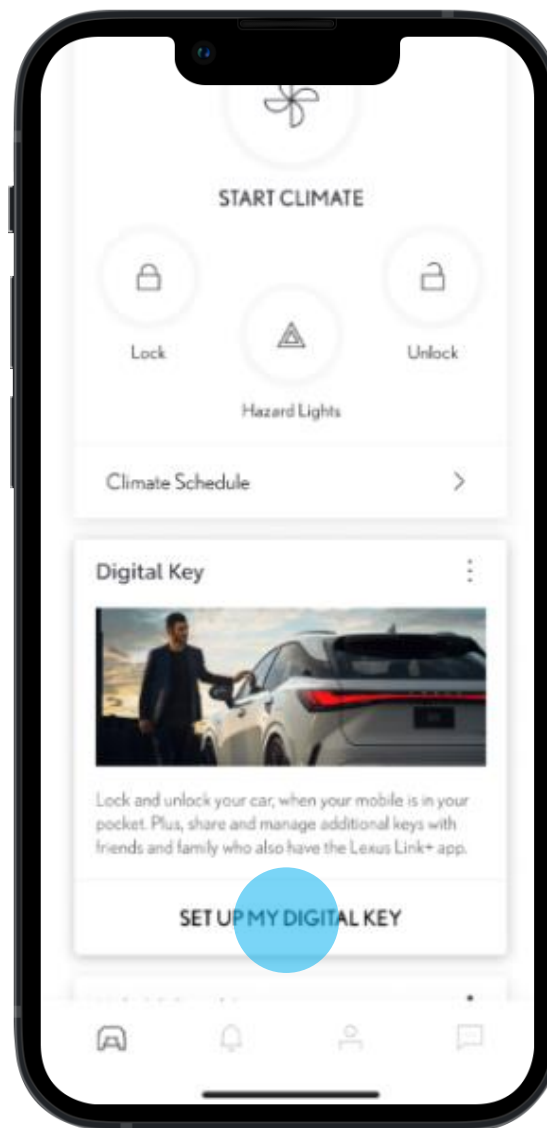 START CLIMATE
Lock
Unlock
Hazard Lights
Climate Schedule
Digital Key
Lock and unlock your car, when your mobile is in your
pocket. Plus, share and manage additional keys with
friends and family who also have the Lexus Link+ app.
SET UP MY DIGITAL KEY